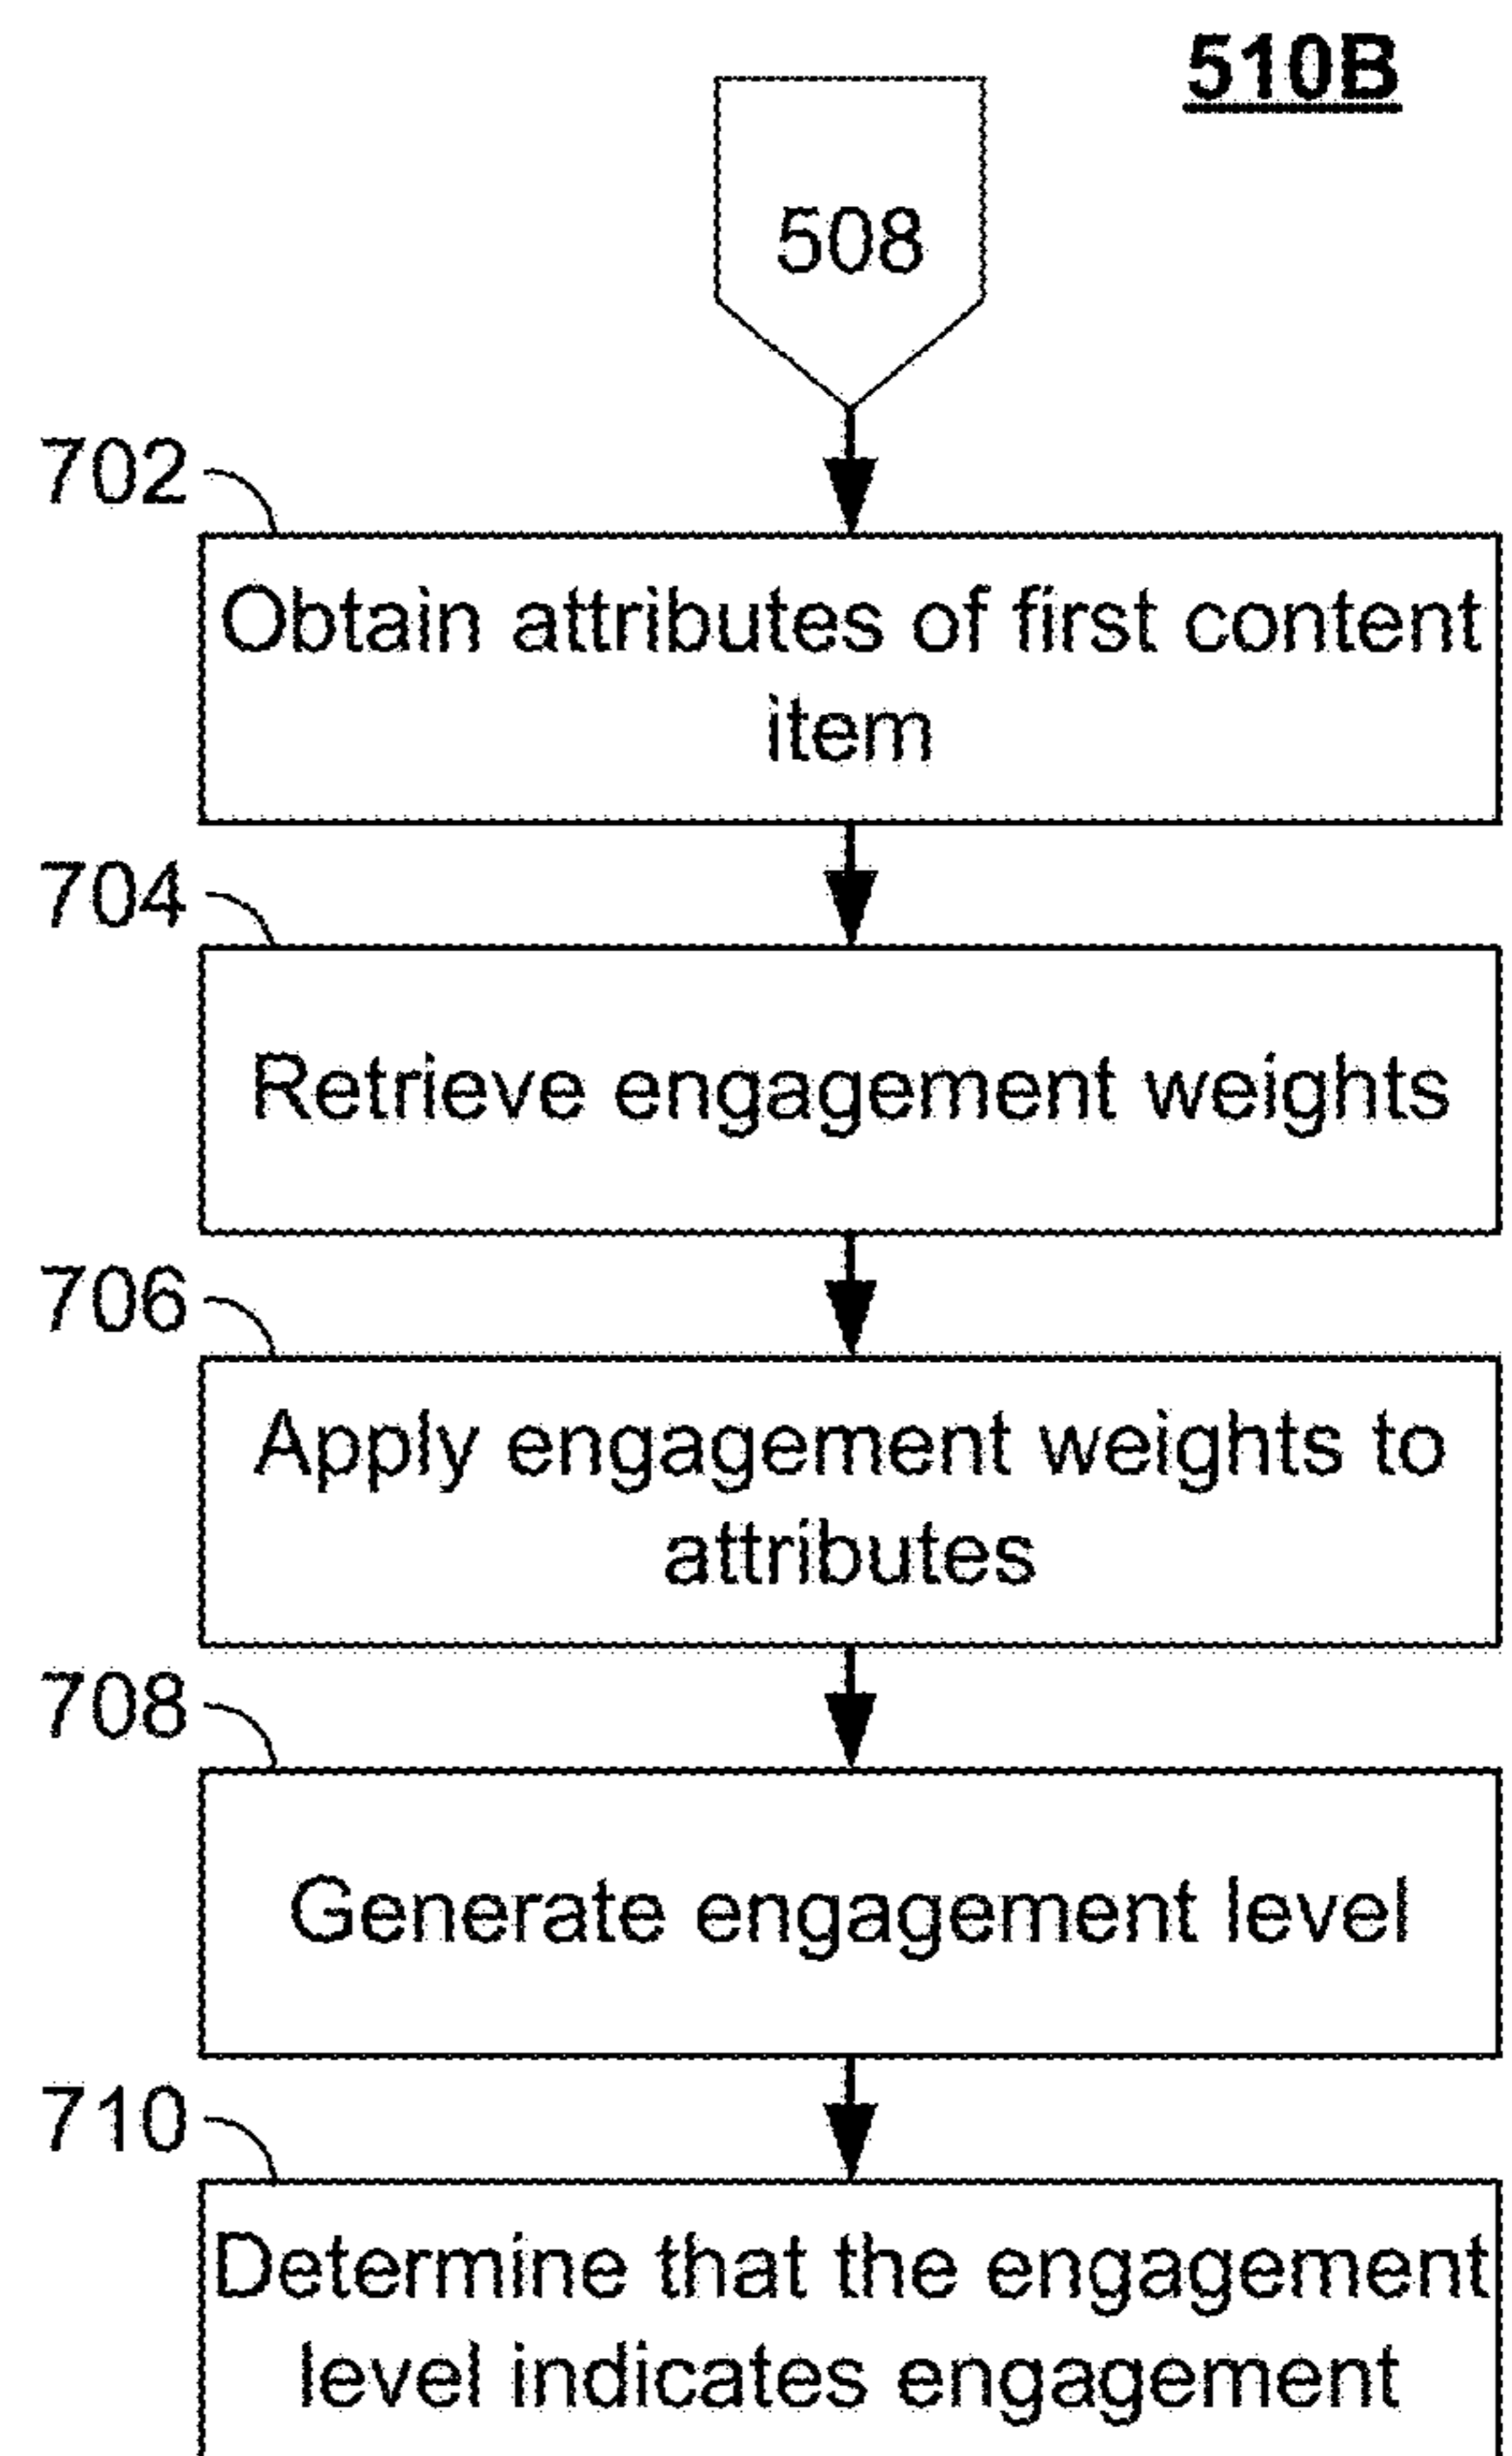 510B
508
702
Obtain attributes of first content
item
704
Retrieve engagement weights
706
Apply engagement weights to
attributes
708
Generate engagement level
710
Determine that the engagement
level indicates engagement